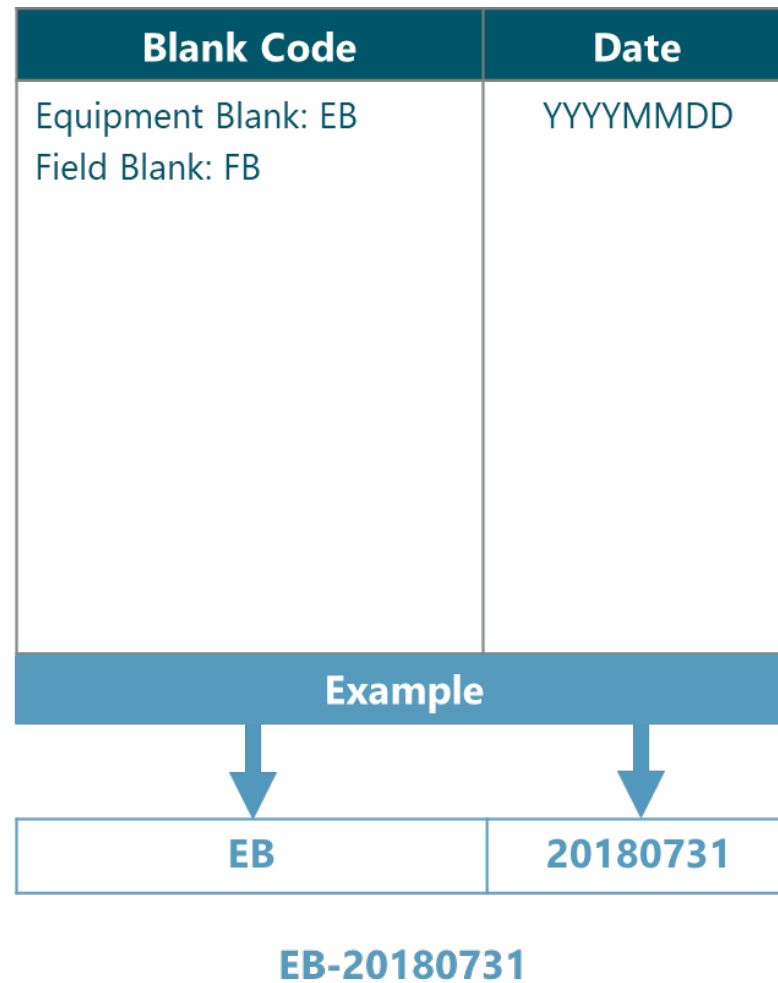 Blank Code Date
Equipment Blank: EB YYYYMMDD
Field Blank: FB
Example
EB 20180731
EB-20180731